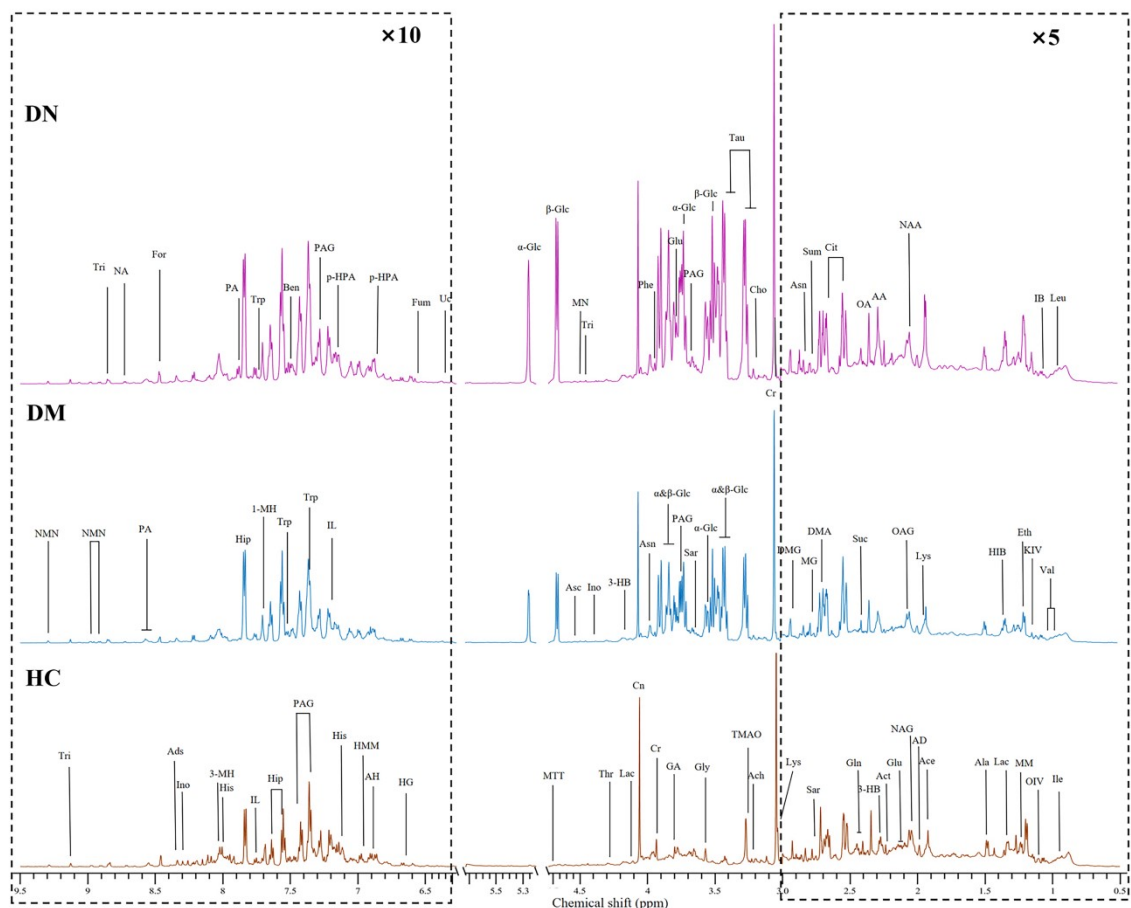 ×10
×5
DN
Tau
β-Glc
α-Glc
NAA
β-Glc
α-Glc
Glu
Sum
Cit
PAG
For
Tri
NA
PA
Trp
Ben
p-HPA
p-HPA
Fum
MN
Tri
Phe
PAG
Cho
Asn
OA
AA
IB
Leu
DM
Cr
Trp
1-MH
IL
PA
Hip
Trp
NMN
NMN
α&β-Glc
α&β-Glc
PAG
α-Glc
Asn
Sar
3-HB
Asc
Ino
DMG
MG
DMA
Suc
OAG
Lys
HIB
Eth
KIV
Val
HC
Cn
PAG
TMAO
NAG
AD
Tri
Ads
Ino
3-MH
His
IL
Hip
His
HMM
AH
HG
MTT
Thr
Lac
Cr
GA
Gly
Ach
Lys
Sar
Gln
3-HB
Act
Glu
Ace
Ala
Lac
MM
OIV
Ile
9.5 9.0 8.5 8.0 7.5 7.0 6.5 5.5 5.3 4.5 4.0 3.5 3.0 2.5 2.0 1.5 1.0 0.5
Chemical shift (ppm)